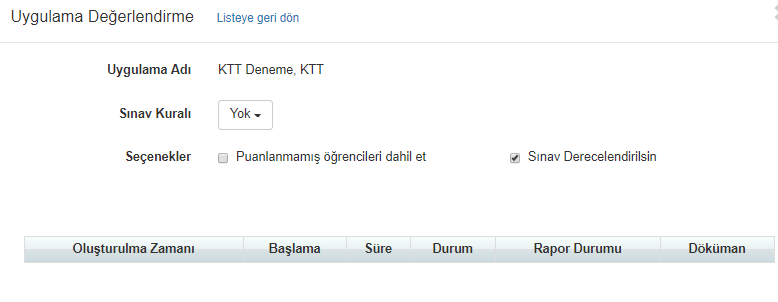 Uygulama Değerlendirme Listeye geri dön
Uygulama Adı KTT Deneme, KTT
Sınav Kuralı Yok
Seçenekler Puanlanmamış öğrencileri dahil et Sınav Derecelendirilsin
Oluşturulma Zamanı Başlama Süre Durum Rapor Durumu Döküman